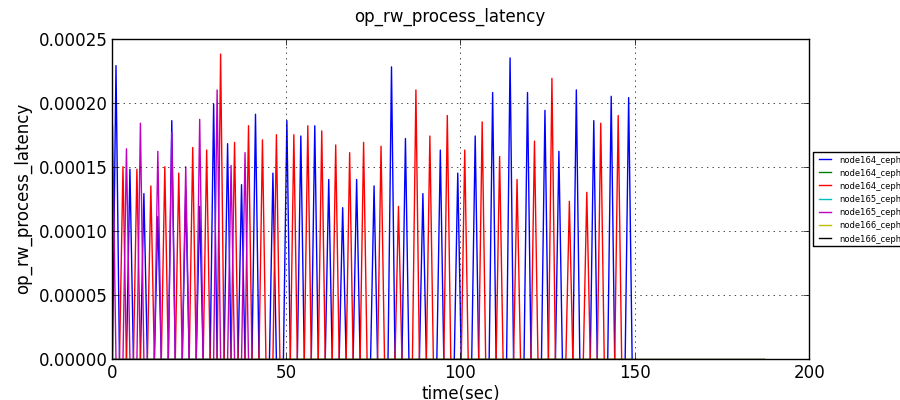 op_rw_process_latency
0.00025
0.00020
0.00015
0.00010
0.00005
0.00000
op_rw_process_latency
0 50 100 150 200
time(sec)
node164_ceph
node164_ceph
node164_ceph
node165_ceph
node165_ceph
node166_ceph
node166_ceph